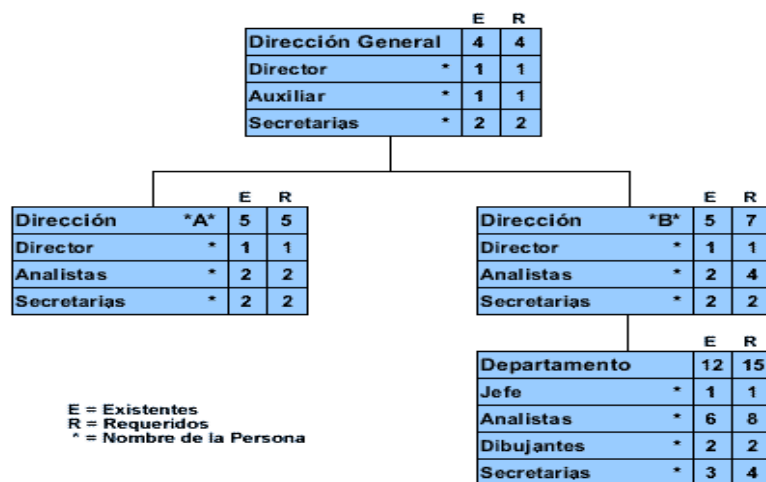 E R
Dirección General 4 4
Director * 1 1
Auxiliar * 1 1
Secretarias * 2 2
E R
Dirección *A* 5 5
Director * 1 1
Analistas * 2 2
Secretarias * 2 2
E R
Dirección *B* 5 7
Director * 1 1
Analistas * 2 4
Secretarias * 2 2
E R
Departamento 12 15
Jefe * 1 1
Analistas * 6 8
Dibujantes * 2 2
Secretarias * 3 4
E = Existentes
R = Requeridos
* = Nombre de la Persona